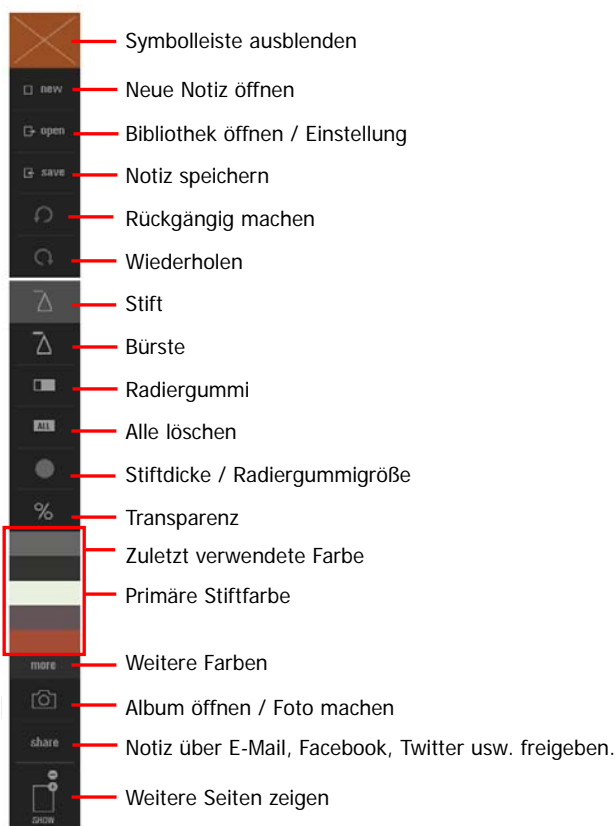 Symbolleiste ausblenden
new Neue Notiz öffnen
open Bibliothek öffnen / Einstellung
save Notiz speichern
Rückgängig machen
Wiederholen
Stift
Bürste
Radiergummi
ALL Alle löschen
Stiftdicke / Radiergummigröße
% Transparenz
Zuletzt verwendete Farbe
Primäre Stiftfarbe
more Weitere Farben
Album öffnen / Foto machen
share Notiz über E-Mail, Facebook, Twitter usw. freigeben.
Weitere Seiten zeigen
SHOW